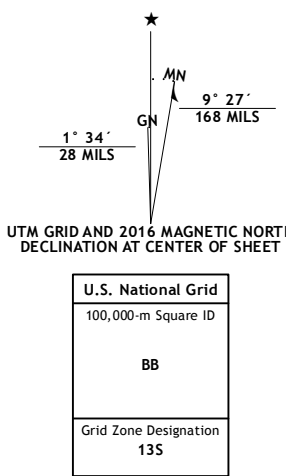 ★
MN
GN
9° 27´
168 MILS
1° 34´
28 MILS
UTM GRID AND 2016 MAGNETIC NORTH
DECLINATION AT CENTER OF SHEET
U.S. National Grid
100,000-m Square ID
BB
Grid Zone Designation
13S